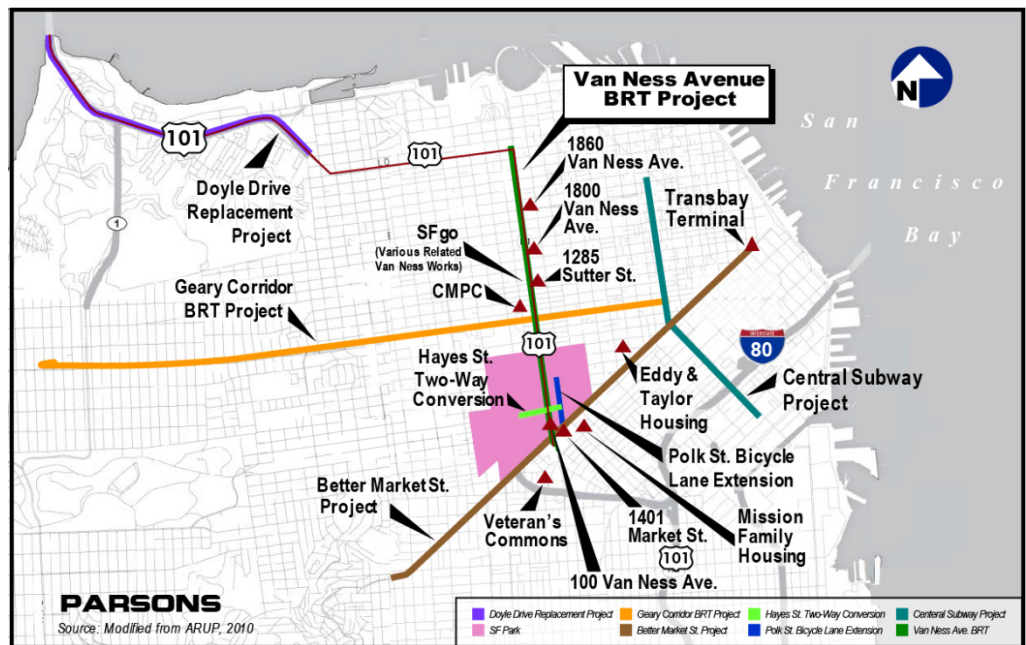 Van Ness Avenue
BRT Project
N
San
Francisco
Bay
101
101
1860
Van Ness Ave.
1800
Van Ness
Ave.
Transbay
Terminal
Doyle Drive
Replacement
Project
1
SFgo
(Various Related
Van Ness Works)
1285
Sutter St.
CMPC
Geary Corridor
BRT Project
101
INTERSTATE
80
Hayes St.
Two-Way
Conversion
Eddy &
Taylor
Housing
Central Subway
Project
Polk St. Bicycle
Lane Extension
Better Market St.
Project
Veteran's
Commons
1401
Market St.
101
Mission
Family
Housing
100 Van Ness Ave.
PARSONS
Source: Modified from ARUP, 2010
Doyle Drive Replacement Project
Geary Corridor BRT Project
Hayes St. Two-Way Conversion
Centeral Subway Project
SF Park
Better Market St. Project
Polk St. Bicycle Lane Extension
Van Ness Ave. BRT